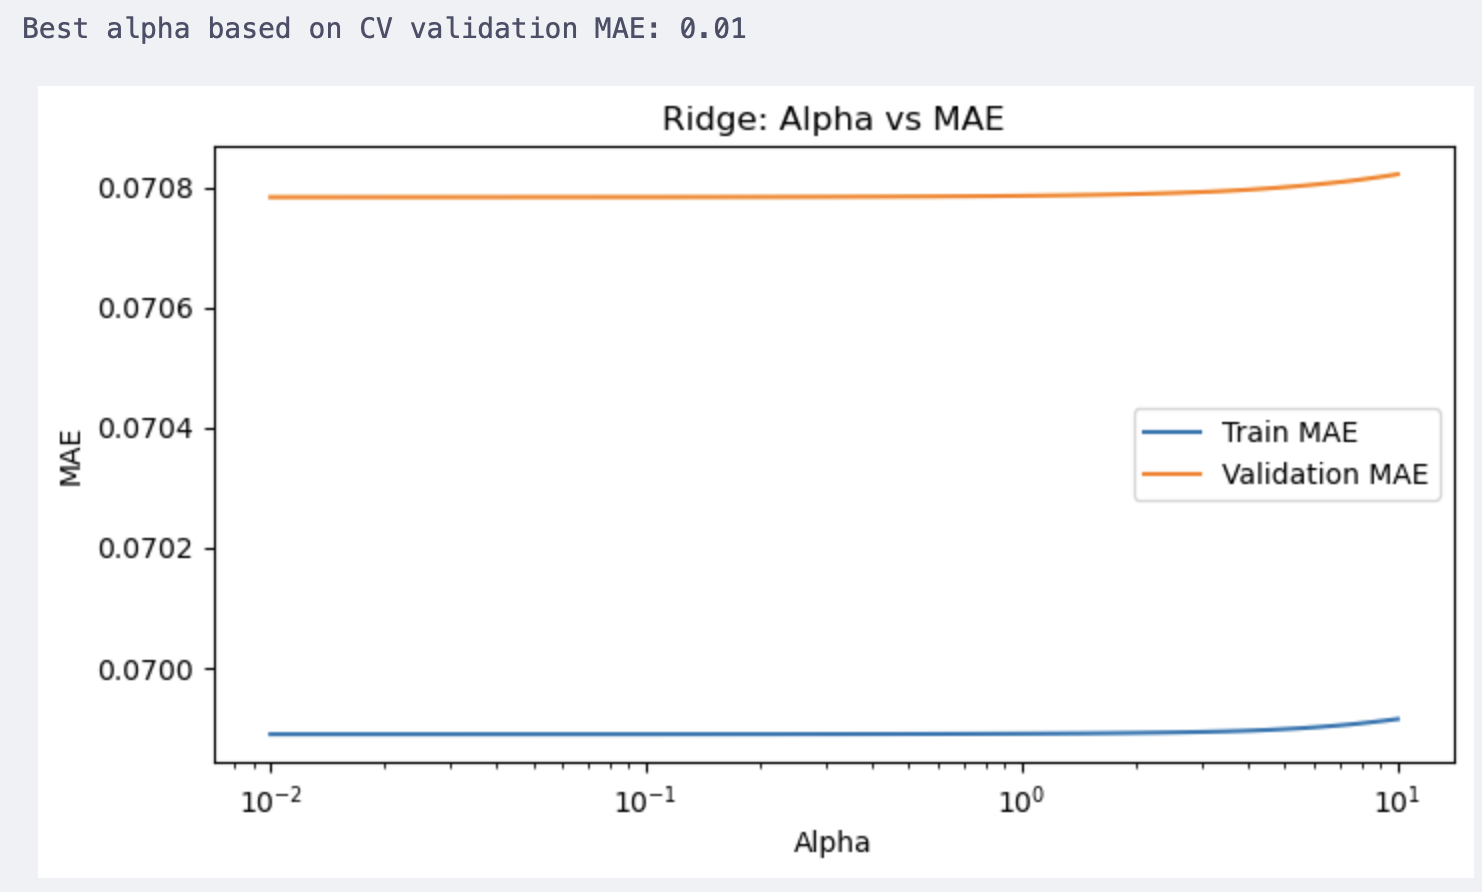 Best alpha based on CV validation MAE: 0.01
Ridge: Alpha vs MAE
0.0708
0.0706
0.0704
0.0702
0.0700
MAE
Train MAE
Validation MAE
10⁻² 10⁻¹ 10⁰ 10¹
Alpha